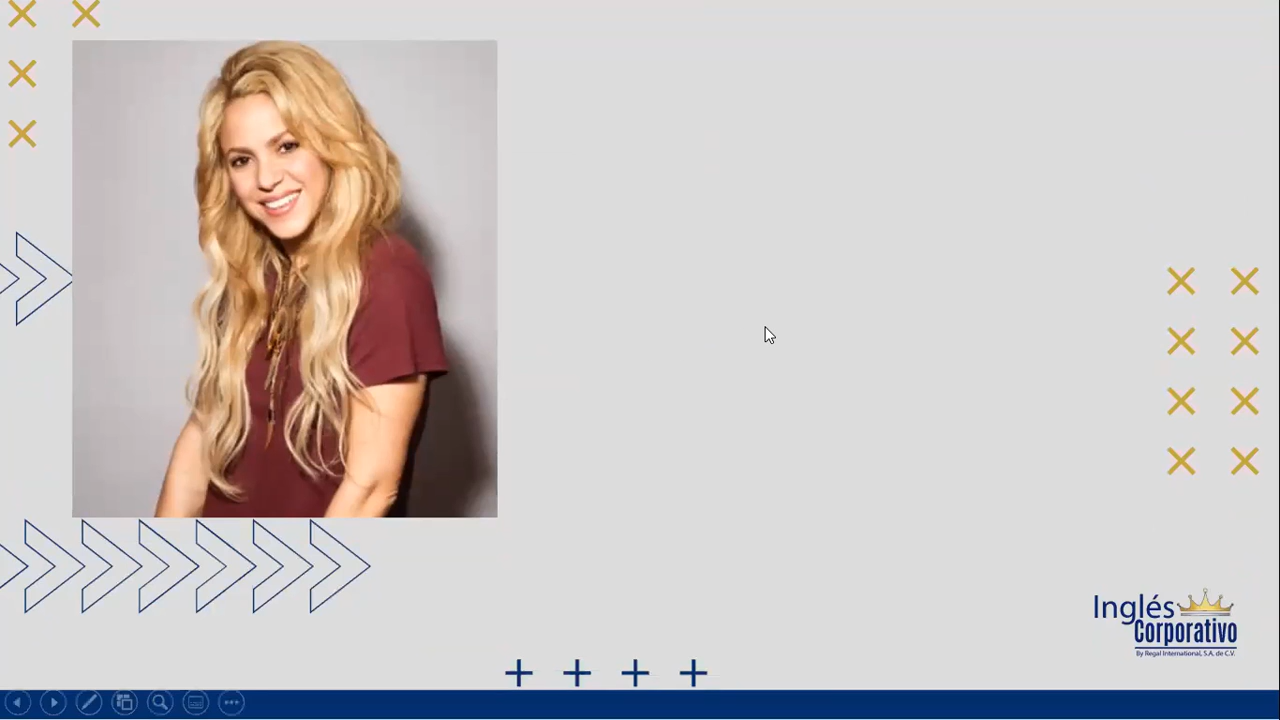 Inglés
Corporativo
By Regal International, S.A. de C.V.